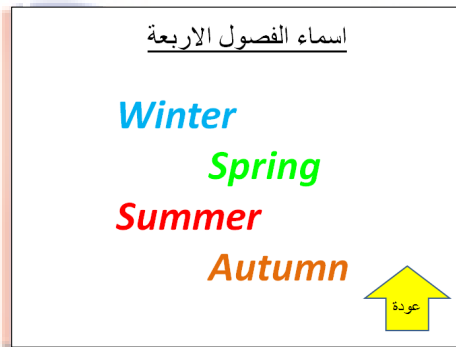 اسماء الفصول الاربعة
Winter
Spring
Summer
Autumn
عودة